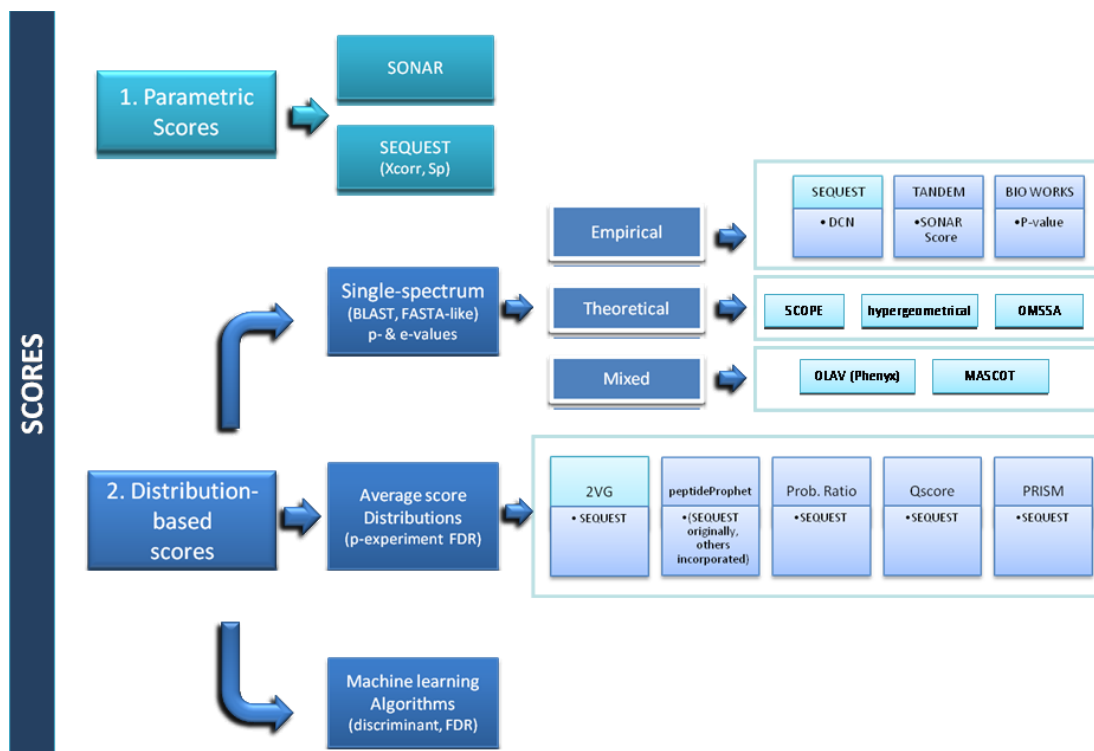 SCORES
1. Parametric
Scores
SONAR
SEQUEST
(Xcorr, Sp)
2. Distribution-
based
scores
Single-spectrum
(BLAST, FASTA-like)
p- & e-values
Empirical
SEQUEST
• DCN
TANDEM
•SONAR
Score
BIO WORKS
•P-value
Theoretical
SCOPE
hypergeometrical
OMSSA
Mixed
OLAV (Phenyx)
MASCOT
Average score
Distributions
(p-experiment FDR)
2VG
• SEQUEST
peptideProphet
•(SEQUEST
originally,
others
incorporated)
Prob. Ratio
•SEQUEST
Qscore
•SEQUEST
PRISM
•SEQUEST
Machine learning
Algorithms
(discriminant, FDR)